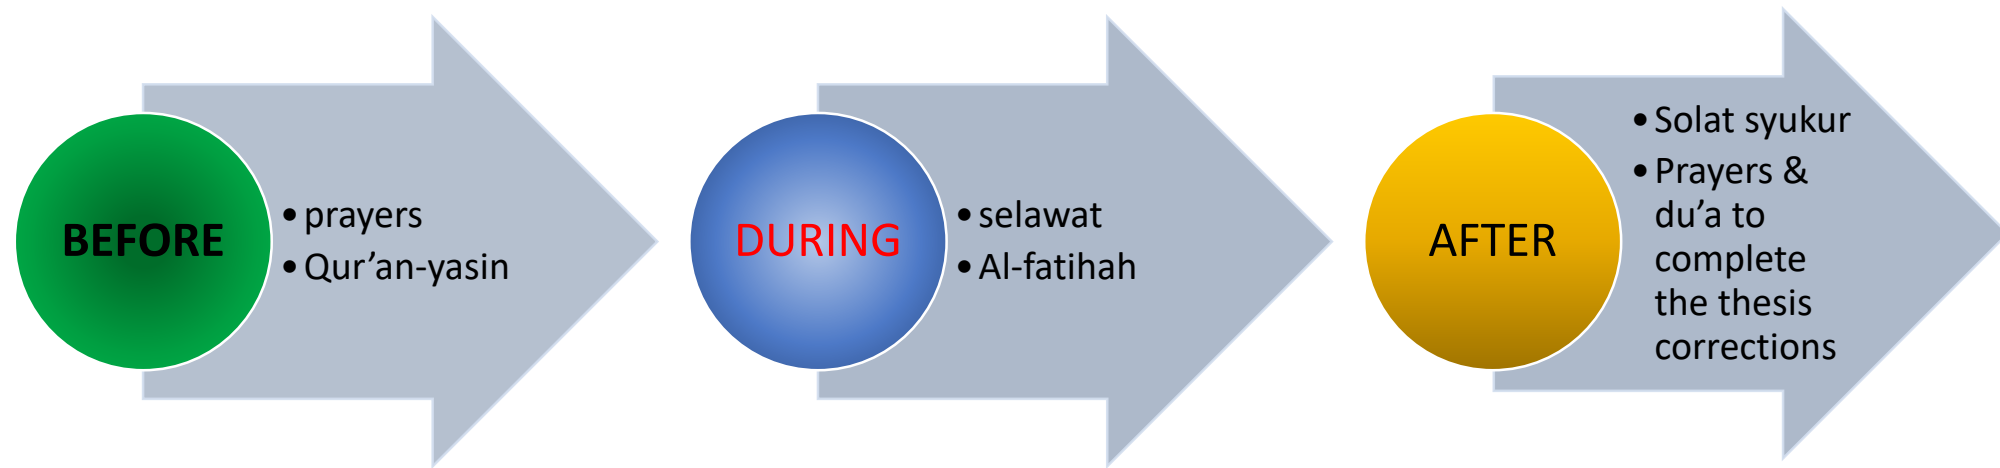 BEFORE
•prayers
•Qur’an-yasin
DURING
•selawat
•Al-fatihah
AFTER
•Solat syukur
•Prayers &
du’a to
complete
the thesis
corrections